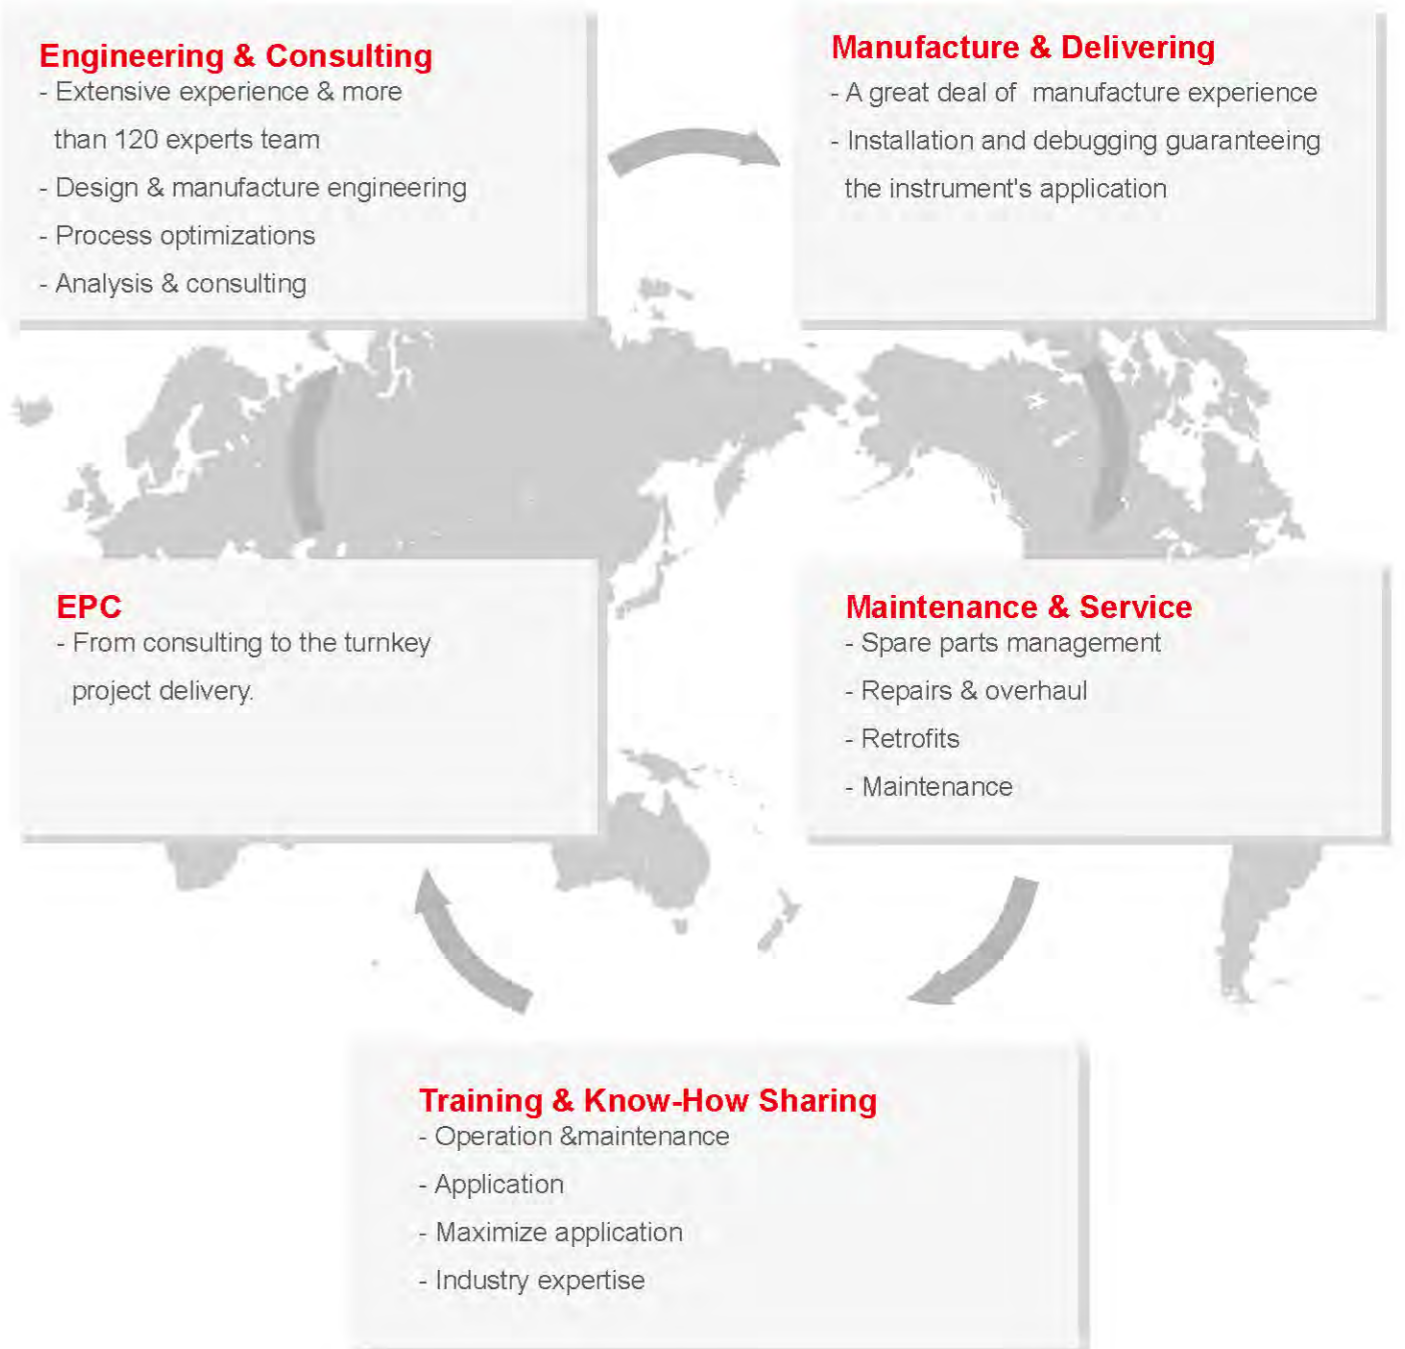 Engineering & Consulting
- Extensive experience & more
than 120 experts team
- Design & manufacture engineering
- Process optimizations
- Analysis & consulting
Manufacture & Delivering
- A great deal of manufacture experience
- Installation and debugging guaranteeing
the instrument's application
EPC
- From consulting to the turnkey
project delivery.
Maintenance & Service
- Spare parts management
- Repairs & overhaul
- Retrofits
- Maintenance
Training & Know-How Sharing
- Operation &maintenance
- Application
- Maximize application
- Industry expertise